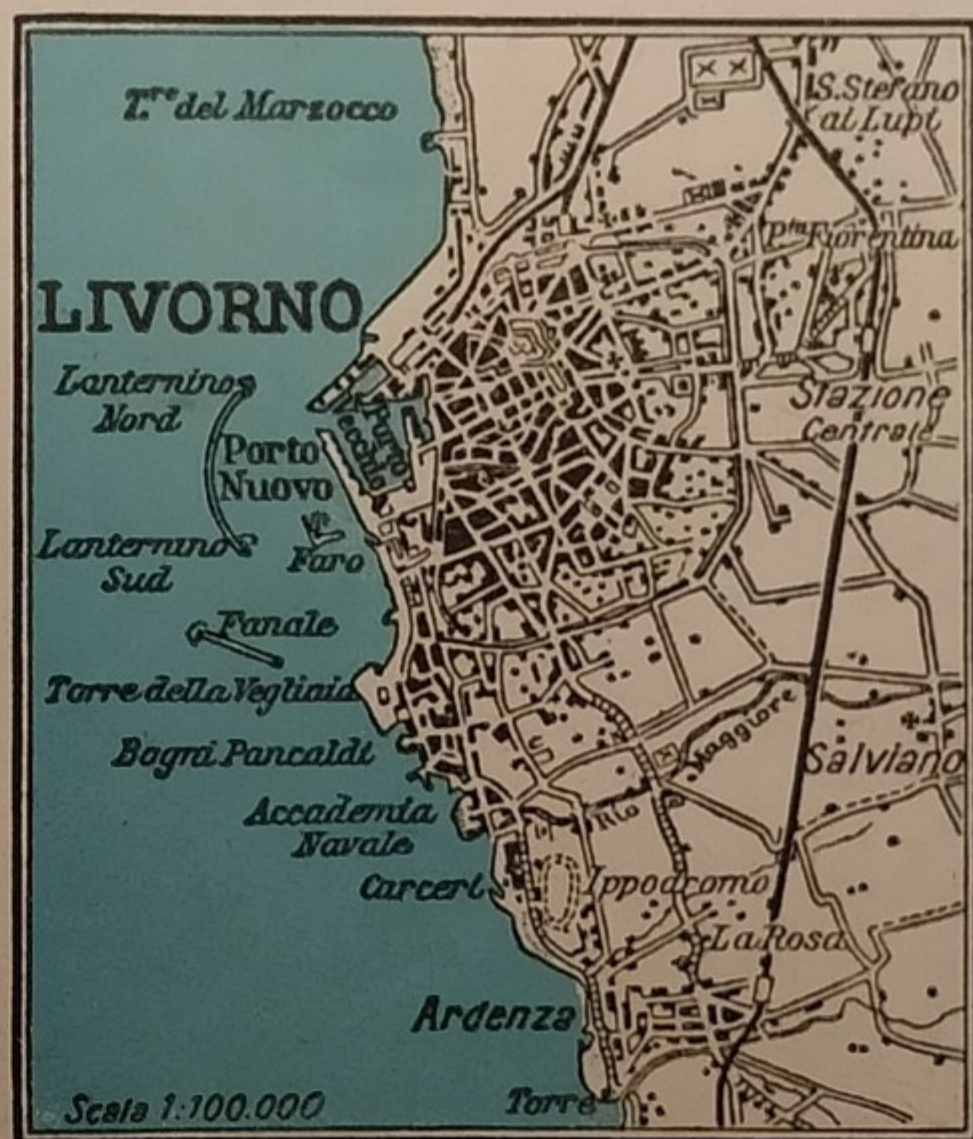 T.re del Marzocco
S. Stefano
ai Lupi
P.ta Fiorentina
LIVORNO
Lanternino
Nord
Stazione
Centrale
Porto
Vecchio
Porto
Nuovo
Lanternino
Sud
Faro
Fanale
Torre della Vegliaia
Bagni Pancaldi
Rio Maggiore
Salviano
Accademia
Navale
Carceri
Ippodromo
La Rosa
Ardenza
Torre
Scala 1:100.000